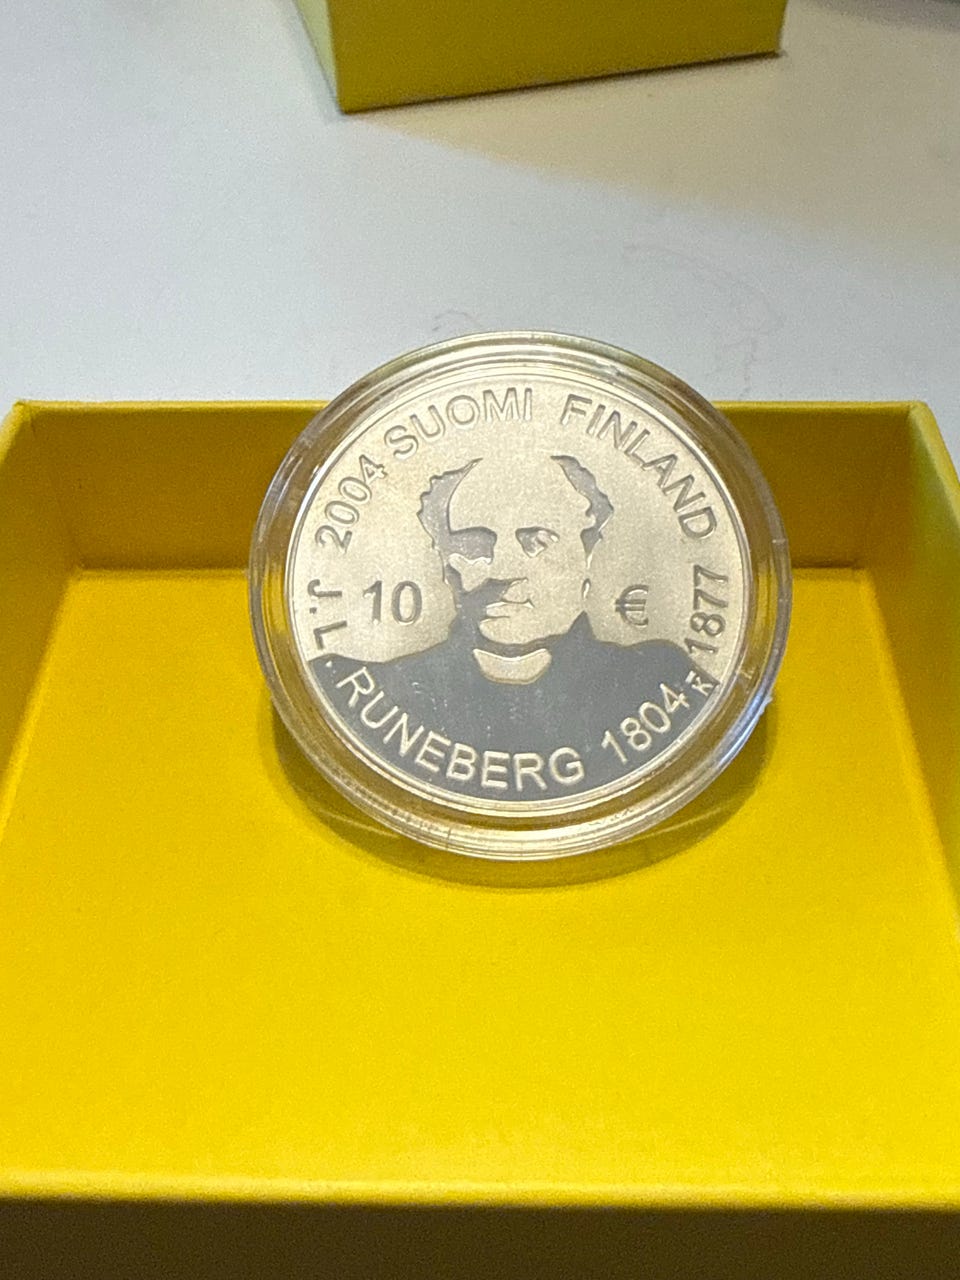 2004 SUOMI FINLAND
10 €
J.L. RUNEBERG 1804 K 1877